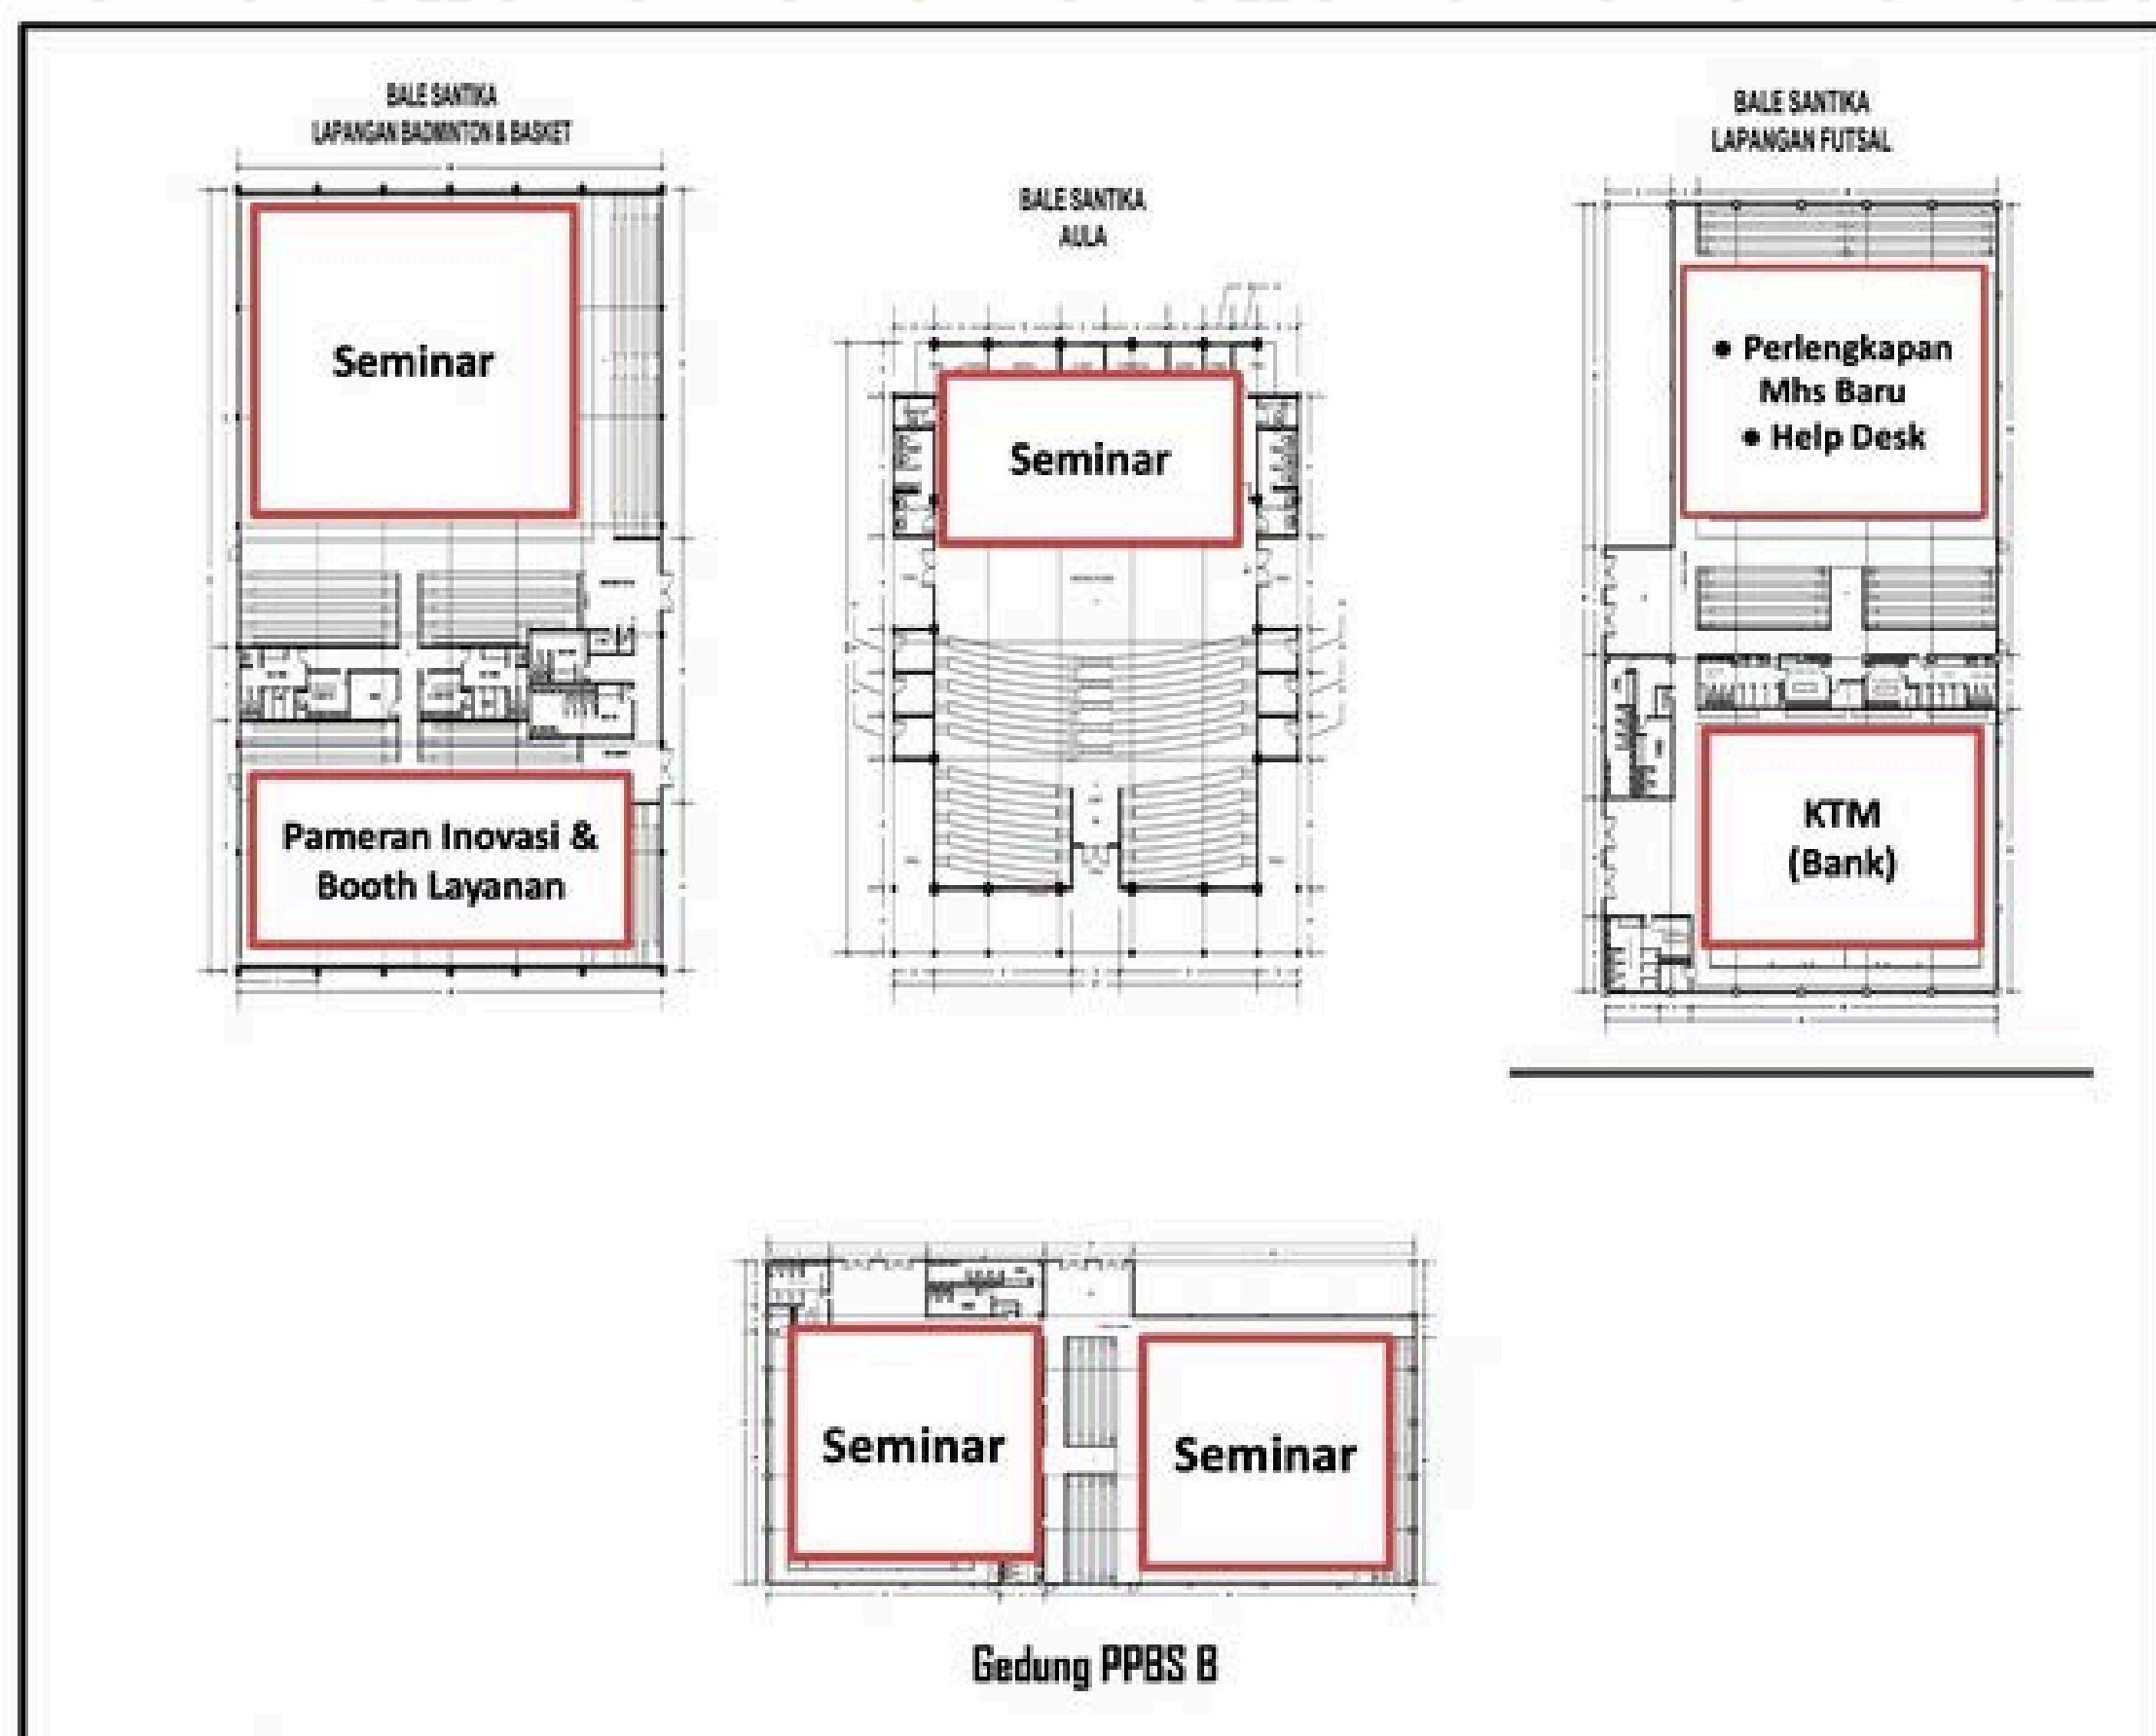 BALE SANTIKA
LAPANGAN BADMINTON & BASKET
Seminar
Pameran Inovasi &
Booth Layanan
BALE SANTIKA
AULA
Seminar
BALE SANTIKA
LAPANGAN FUTSAL
• Perlengkapan
Mhs Baru
• Help Desk
KTM
(Bank)
Seminar
Seminar
Gedung PPBS B